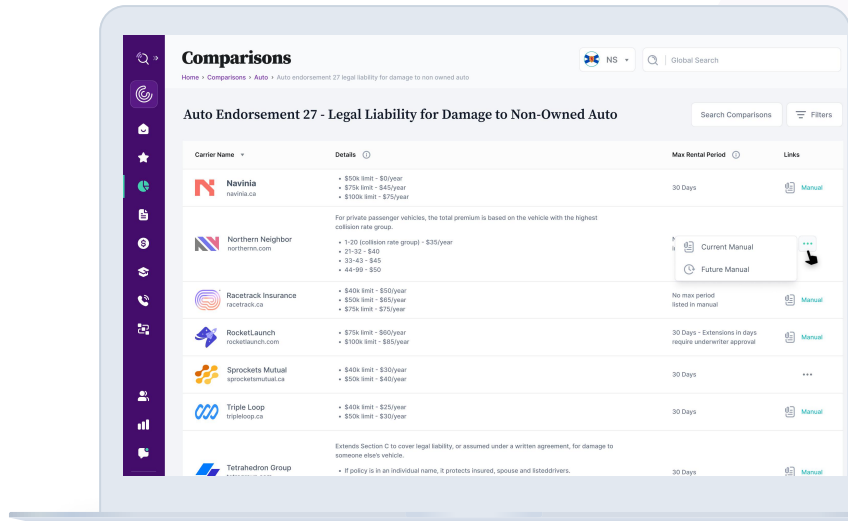 Comparisons
NS
Global Search
Home › Comparisons › Auto › Auto endorsement 27 legal liability for damage to non owned auto
Auto Endorsement 27 - Legal Liability for Damage to Non-Owned Auto
Search Comparisons
Filters
Carrier Name
Details
Max Rental Period
Links
Navinia
navinia.ca
• $50k limit - $0/year
• $75k limit - $45/year
• $100k limit - $75/year
30 Days
Manual
Northern Neighbor
northernn.com
For private passenger vehicles, the total premium is based on the vehicle with the highest
collision rate group.
• 1-20 (collision rate group) - $35/year
• 21-32 - $40
• 33-43 - $45
• 44-99 - $50
Current Manual
Future Manual
Racetrack Insurance
racetrack.ca
• $40k limit - $50/year
• $50k limit - $65/year
• $75k limit - $75/year
No max period
listed in manual
Manual
RocketLaunch
rocketlaunch.com
• $75k limit - $60/year
• $100k limit - $85/year
30 Days - Extensions in days
require underwriter approval
Manual
Sprockets Mutual
sprocketsmutual.ca
• $40k limit - $30/year
• $50k limit - $40/year
30 Days
Triple Loop
tripleloop.ca
• $40k limit - $25/year
• $50k limit - $30/year
30 Days
Manual
Tetrahedron Group
Extends Section C to cover legal liability, or assumed under a written agreement, for damage to
someone else's vehicle.
• If policy is in an individual name, it protects insured, spouse and listeddrivers.
30 Days
Manual